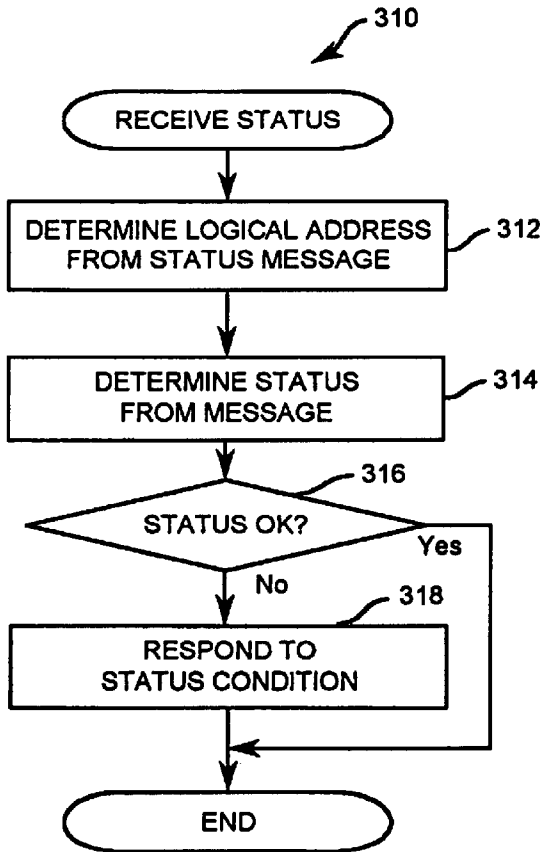 310
RECEIVE STATUS
DETERMINE LOGICAL ADDRESS
FROM STATUS MESSAGE
312
DETERMINE STATUS
FROM MESSAGE
314
316
STATUS OK?
Yes
No
318
RESPOND TO
STATUS CONDITION
END